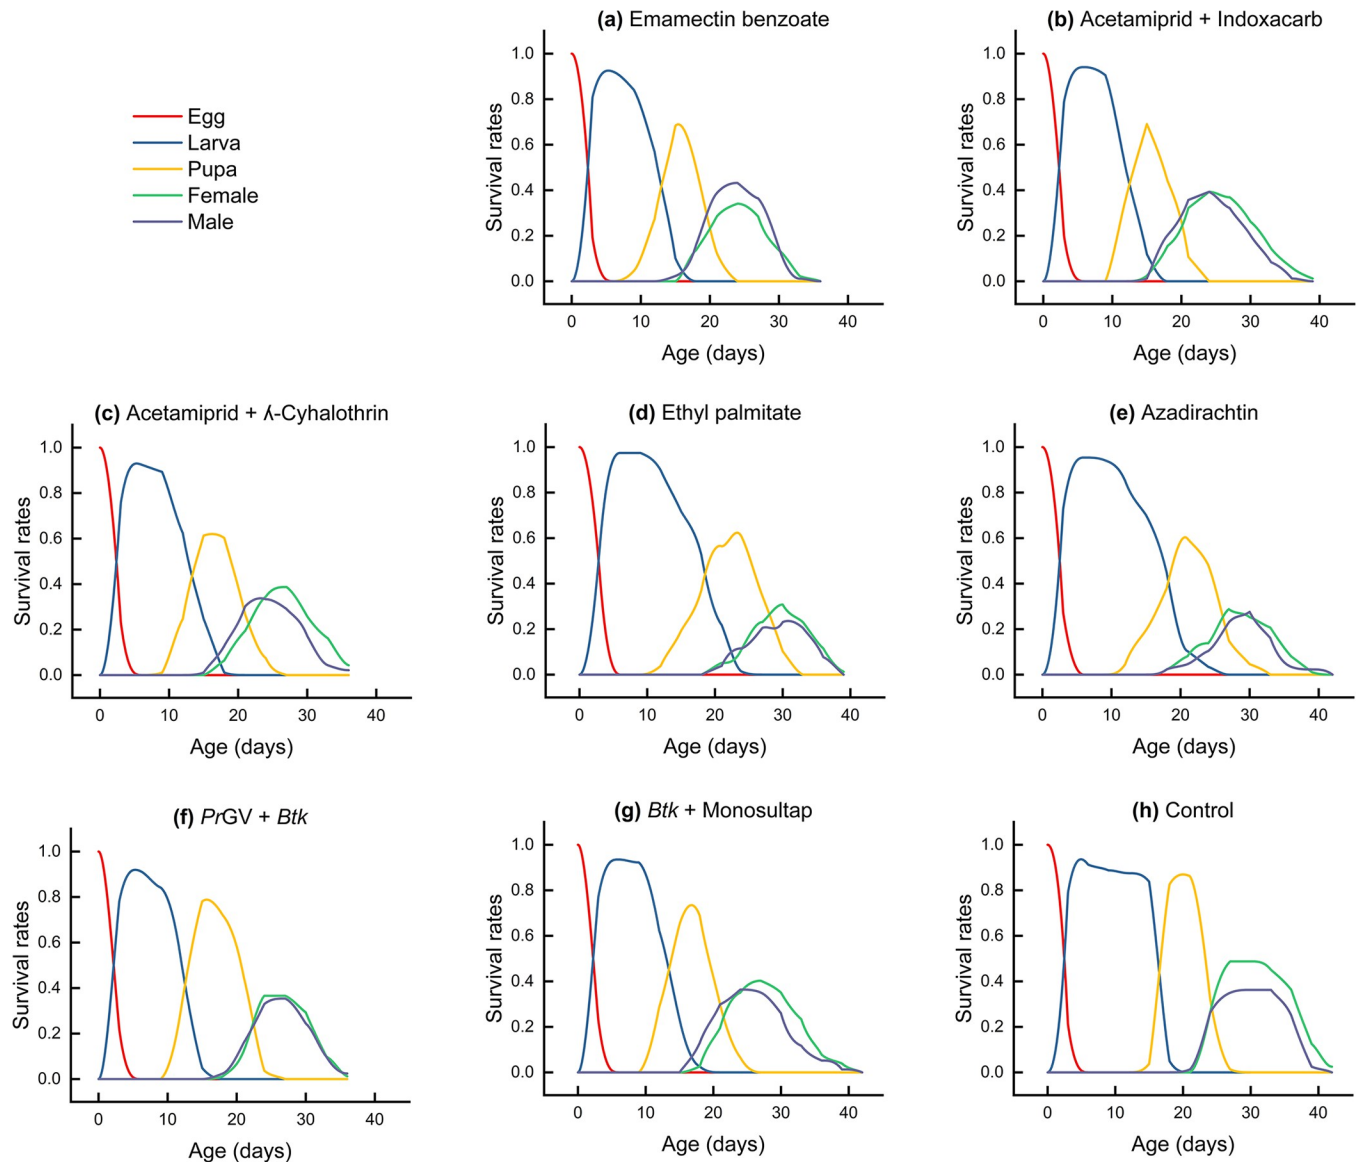 (a) Emamectin benzoate
(b) Acetamiprid + Indoxacarb
Egg
Larva
Pupa
Female
Male
Survival rates
1.0
0.8
0.6
0.4
0.2
0.0
0 10 20 30 40
Age (days)
Survival rates
1.0
0.8
0.6
0.4
0.2
0.0
0 10 20 30 40
Age (days)
(c) Acetamiprid + ʎ-Cyhalothrin
(d) Ethyl palmitate
(e) Azadirachtin
Survival rates
1.0
0.8
0.6
0.4
0.2
0.0
0 10 20 30 40
Age (days)
Survival rates
1.0
0.8
0.6
0.4
0.2
0.0
0 10 20 30 40
Age (days)
Survival rates
1.0
0.8
0.6
0.4
0.2
0.0
0 10 20 30 40
Age (days)
(f) PrGV + Btk
(g) Btk + Monosultap
(h) Control
Survival rates
1.0
0.8
0.6
0.4
0.2
0.0
0 10 20 30 40
Age (days)
Survival rates
1.0
0.8
0.6
0.4
0.2
0.0
0 10 20 30 40
Age (days)
Survival rates
1.0
0.8
0.6
0.4
0.2
0.0
0 10 20 30 40
Age (days)